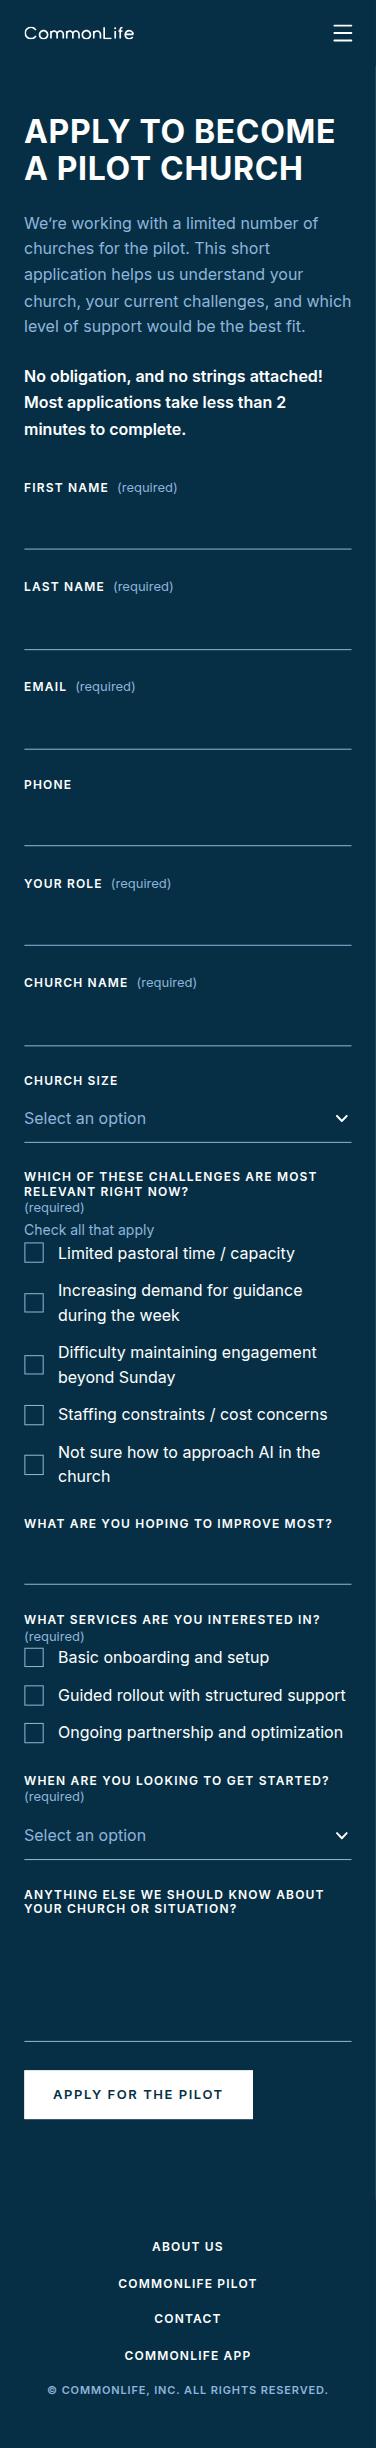 CommonLife
APPLY TO BECOME
A PILOT CHURCH
We're working with a limited number of
churches for the pilot. This short
application helps us understand your
church, your current challenges, and which
level of support would be the best fit.
No obligation, and no strings attached!
Most applications take less than 2
minutes to complete.
FIRST NAME (required)
LAST NAME (required)
EMAIL (required)
PHONE
YOUR ROLE (required)
CHURCH NAME (required)
CHURCH SIZE
Select an option
WHICH OF THESE CHALLENGES ARE MOST
RELEVANT RIGHT NOW?
(required)
Check all that apply
Limited pastoral time / capacity
Increasing demand for guidance
during the week
Difficulty maintaining engagement
beyond Sunday
Staffing constraints / cost concerns
Not sure how to approach AI in the
church
WHAT ARE YOU HOPING TO IMPROVE MOST?
WHAT SERVICES ARE YOU INTERESTED IN?
(required)
Basic onboarding and setup
Guided rollout with structured support
Ongoing partnership and optimization
WHEN ARE YOU LOOKING TO GET STARTED?
(required)
Select an option
ANYTHING ELSE WE SHOULD KNOW ABOUT
YOUR CHURCH OR SITUATION?
APPLY FOR THE PILOT
ABOUT US
COMMONLIFE PILOT
CONTACT
COMMONLIFE APP
© COMMONLIFE, INC. ALL RIGHTS RESERVED.